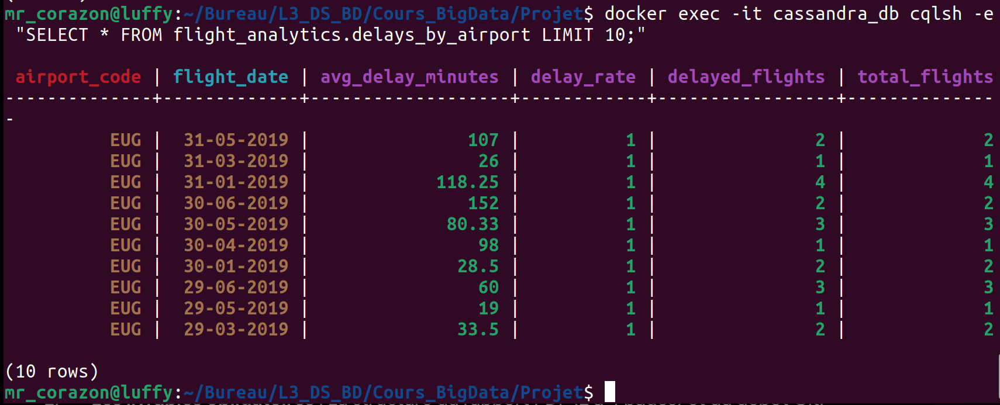 mr_corazon@luffy:~/Bureau/L3_DS_BD/Cours_BigData/Projet$ docker exec -it cassandra_db cqlsh -e
"SELECT * FROM flight_analytics.delays_by_airport LIMIT 10;"
airport_code | flight_date | avg_delay_minutes | delay_rate | delayed_flights | total_flights
--------------+-------------+-------------------+------------+-----------------+--------------
-
EUG | 31-05-2019 | 107 | 1 | 2 | 2
EUG | 31-03-2019 | 26 | 1 | 1 | 1
EUG | 31-01-2019 | 118.25 | 1 | 4 | 4
EUG | 30-06-2019 | 152 | 1 | 2 | 2
EUG | 30-05-2019 | 80.33 | 1 | 3 | 3
EUG | 30-04-2019 | 98 | 1 | 1 | 1
EUG | 30-01-2019 | 28.5 | 1 | 2 | 2
EUG | 29-06-2019 | 60 | 1 | 3 | 3
EUG | 29-05-2019 | 19 | 1 | 1 | 1
EUG | 29-03-2019 | 33.5 | 1 | 2 | 2
(10 rows)
mr_corazon@luffy:~/Bureau/L3_DS_BD/Cours_BigData/Projet$